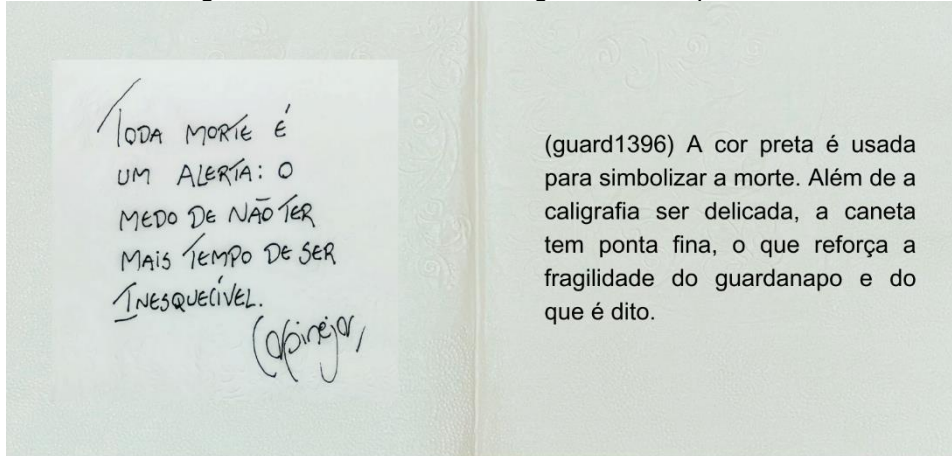 TODA MORTE É
UM ALERTA: O
MEDO DE NÃO TER
MAIS TEMPO DE SER
INESQUECÍVEL.
Carpinejar
(guard1396) A cor preta é usada
para simbolizar a morte. Além de a
caligrafia ser delicada, a caneta
tem ponta fina, o que reforça a
fragilidade do guardanapo e do
que é dito.